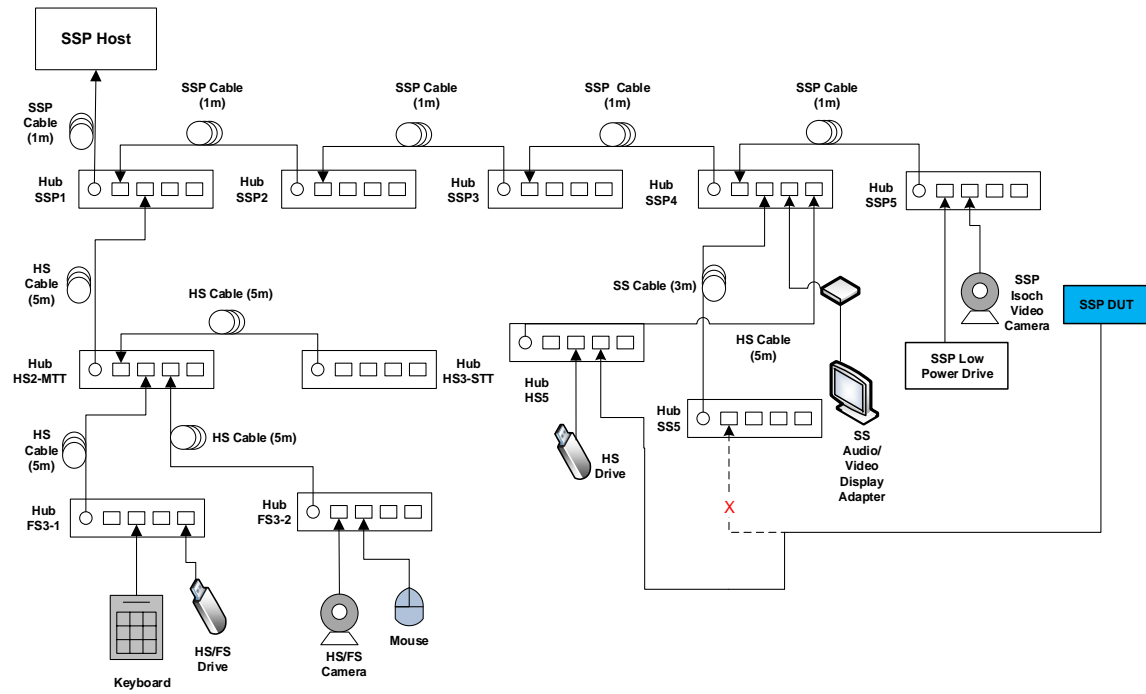 SSP Host
SSP
Cable
(1m)
SSP Cable
(1m)
SSP Cable
(1m)
SSP  Cable
(1m)
SSP Cable
(1m)
Hub
SSP1
Hub
SSP2
Hub
SSP3
Hub
SSP4
Hub
SSP5
HS
Cable
(5m)
HS Cable (5m)
SS Cable (3m)
SSP
Isoch
Video
Camera
SSP DUT
Hub
HS2-MTT
Hub
HS3-STT
Hub
HS5
HS Cable
(5m)
SSP Low
Power Drive
HS
Cable
(5m)
HS Cable (5m)
HS
Drive
Hub
SS5
SS
Audio/
Video
Display
Adapter
Hub
FS3-1
Hub
FS3-2
X
Keyboard
HS/FS
Drive
HS/FS
Camera
Mouse